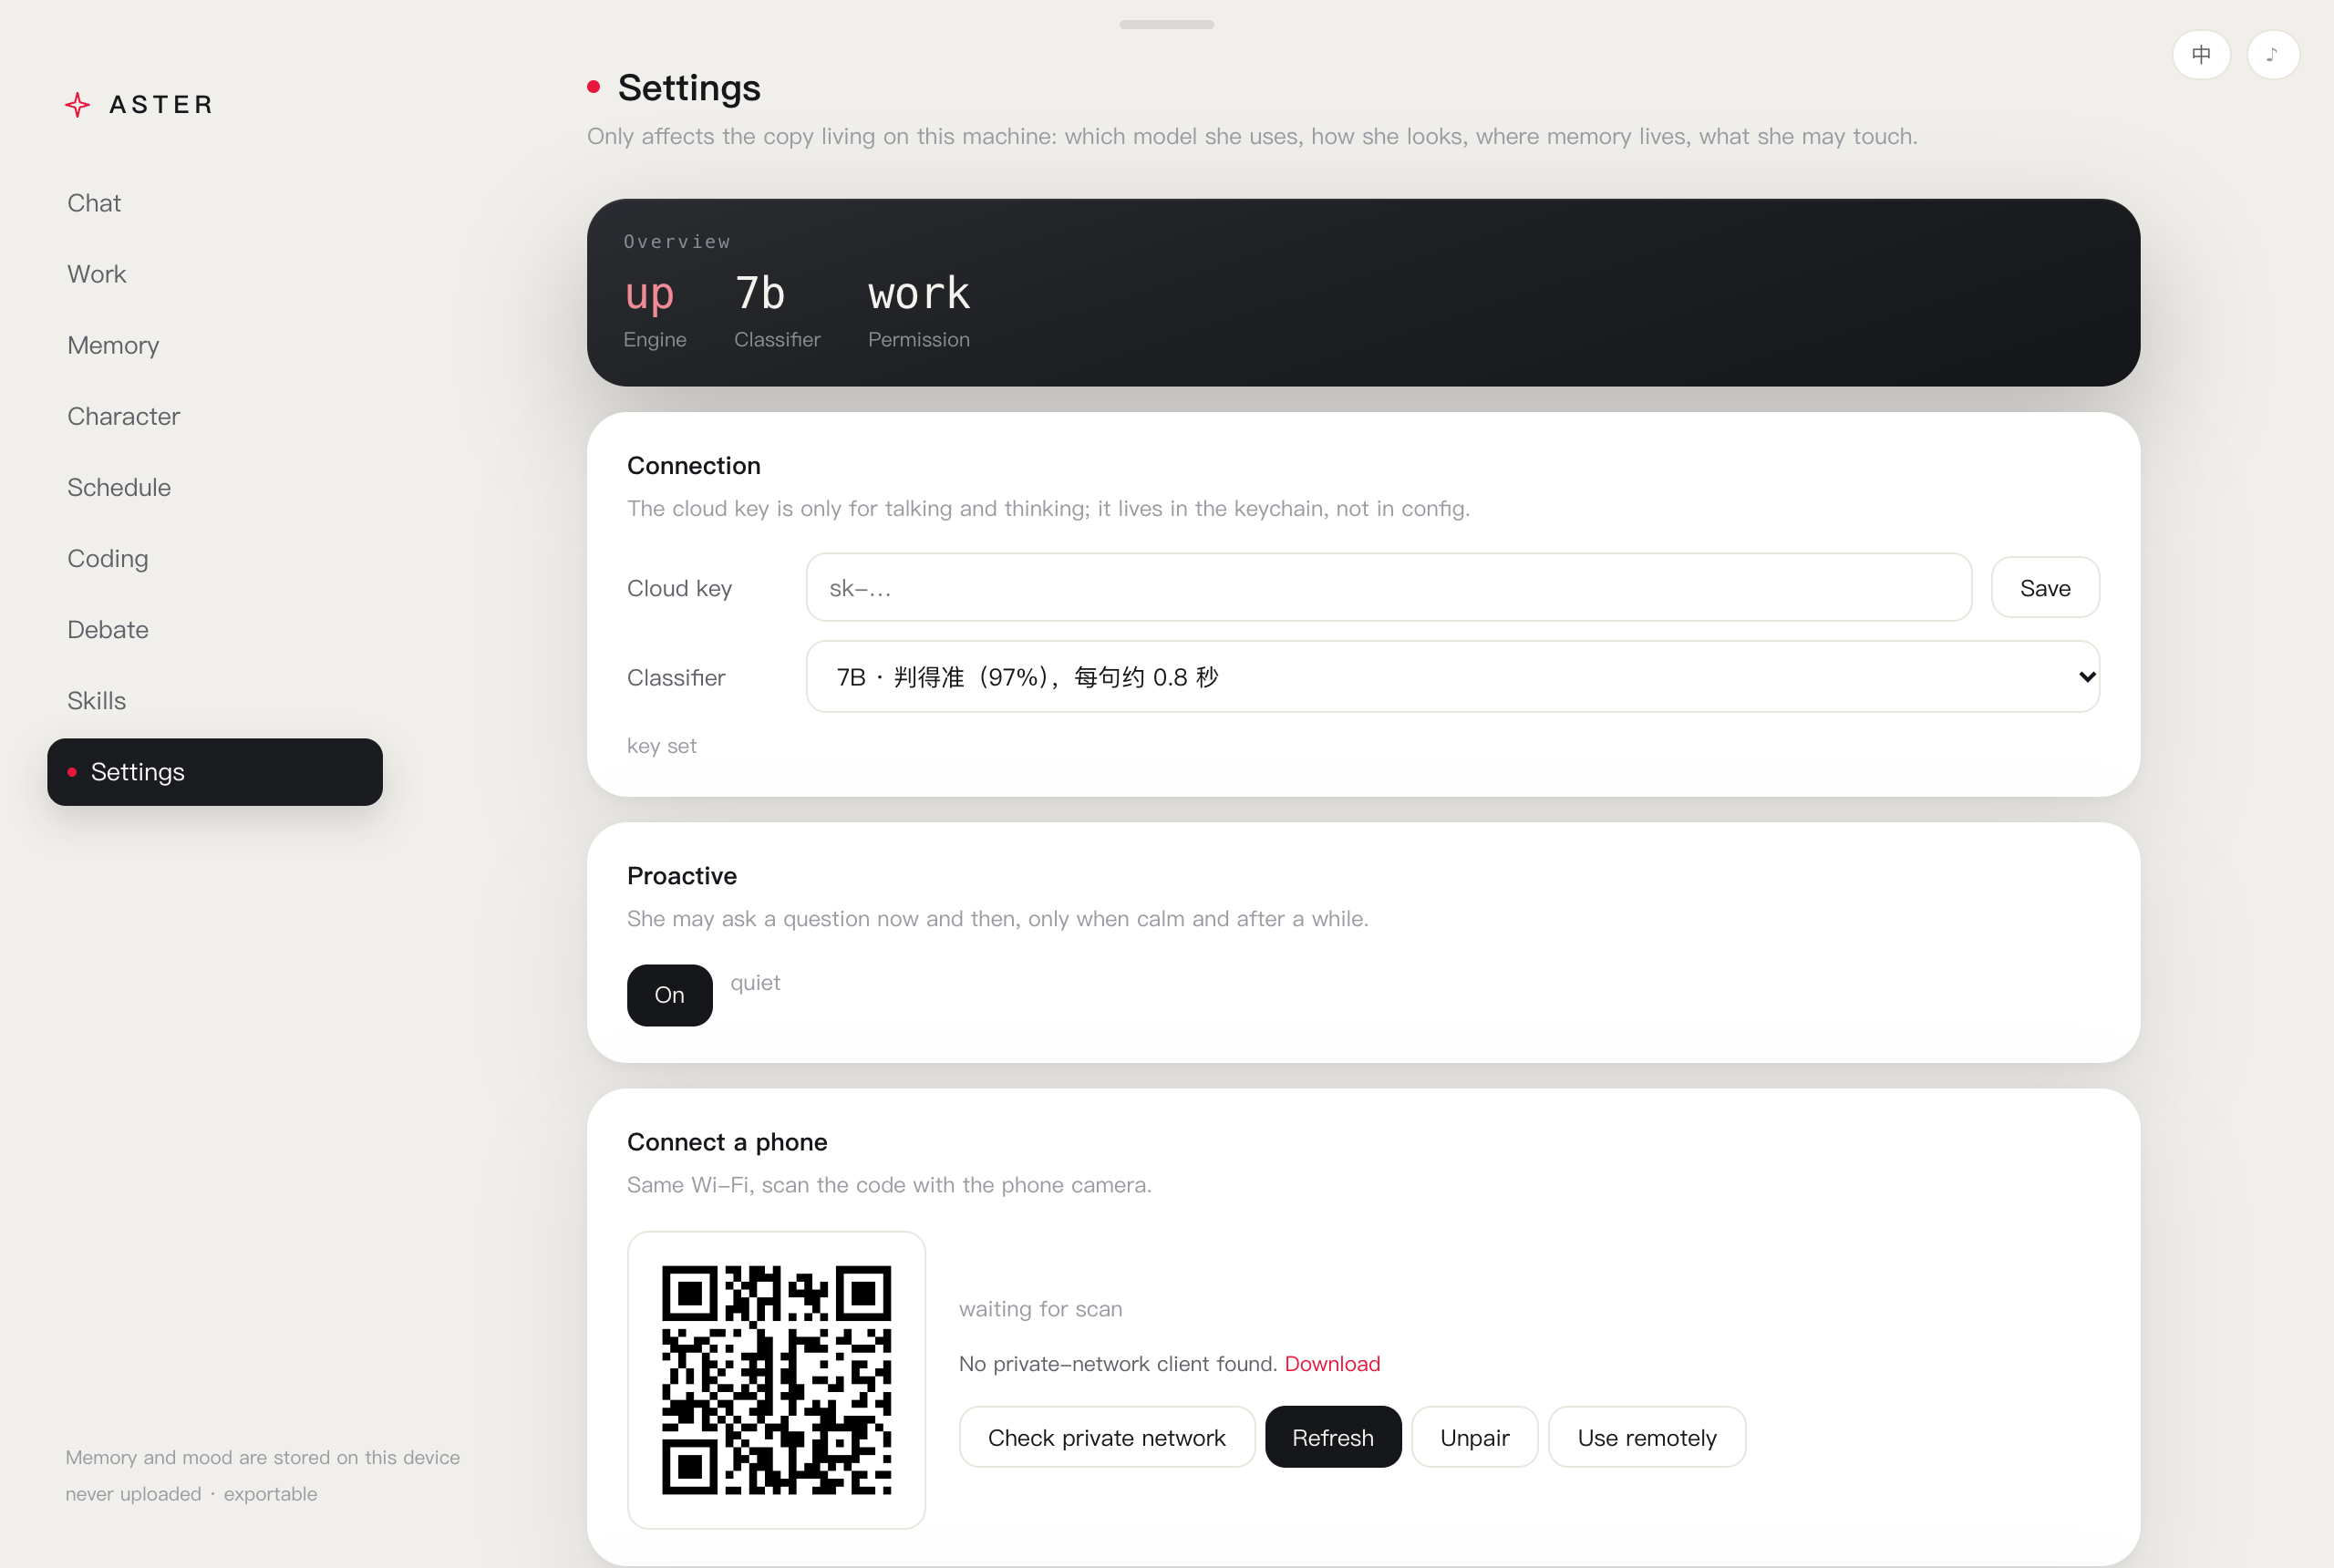 中
♪
ASTER
Chat
Work
Memory
Character
Schedule
Coding
Debate
Skills
Settings
Memory and mood are stored on this device
never uploaded · exportable
Settings
Only affects the copy living on this machine: which model she uses, how she looks, where memory lives, what she may touch.
Overview
up 7b work
Engine Classifier Permission
Connection
The cloud key is only for talking and thinking; it lives in the keychain, not in config.
Cloud key sk-... Save
Classifier 7B · 判得准（97%），每句约 0.8 秒
key set
Proactive
She may ask a question now and then, only when calm and after a while.
On quiet
Connect a phone
Same Wi-Fi, scan the code with the phone camera.
waiting for scan
No private-network client found. Download
Check private network Refresh Unpair Use remotely